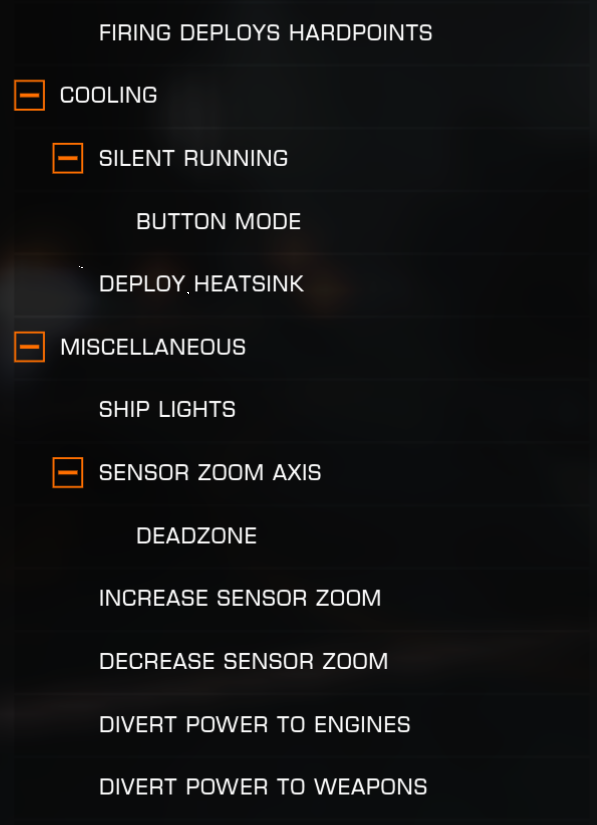 FIRING DEPLOYS HARDPOINTS
COOLING
SILENT RUNNING
BUTTON MODE
DEPLOY HEATSINK
MISCELLANEOUS
SHIP LIGHTS
SENSOR ZOOM AXIS
DEADZONE
INCREASE SENSOR ZOOM
DECREASE SENSOR ZOOM
DIVERT POWER TO ENGINES
DIVERT POWER TO WEAPONS